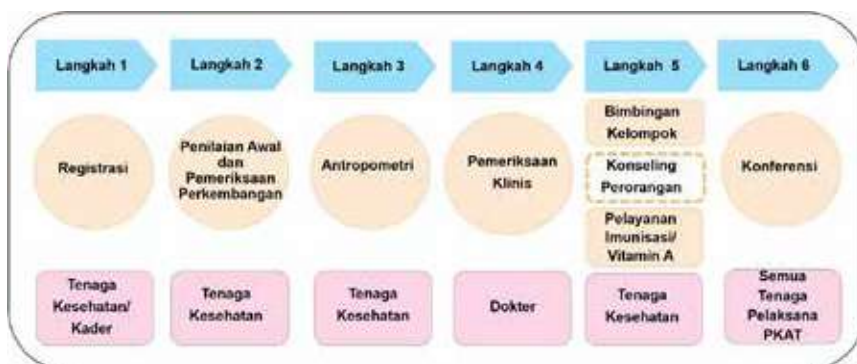 Langkah 1
Langkah 2
Langkah 3
Langkah 4
Langkah 5
Langkah 6
Registrasi
Penilaian Awal
dan
Pemeriksaan
Perkembangan
Antropometri
Pemeriksaan
Klinis
Bimbingan
Kelompok
Konseling
Perorangan
Pelayanan
Imunisasi/
Vitamin A
Konferensi
Tenaga
Kesehatan/
Kader
Tenaga
Kesehatan
Tenaga
Kesehatan
Dokter
Tenaga
Kesehatan
Semua
Tenaga
Pelaksana
PKAT